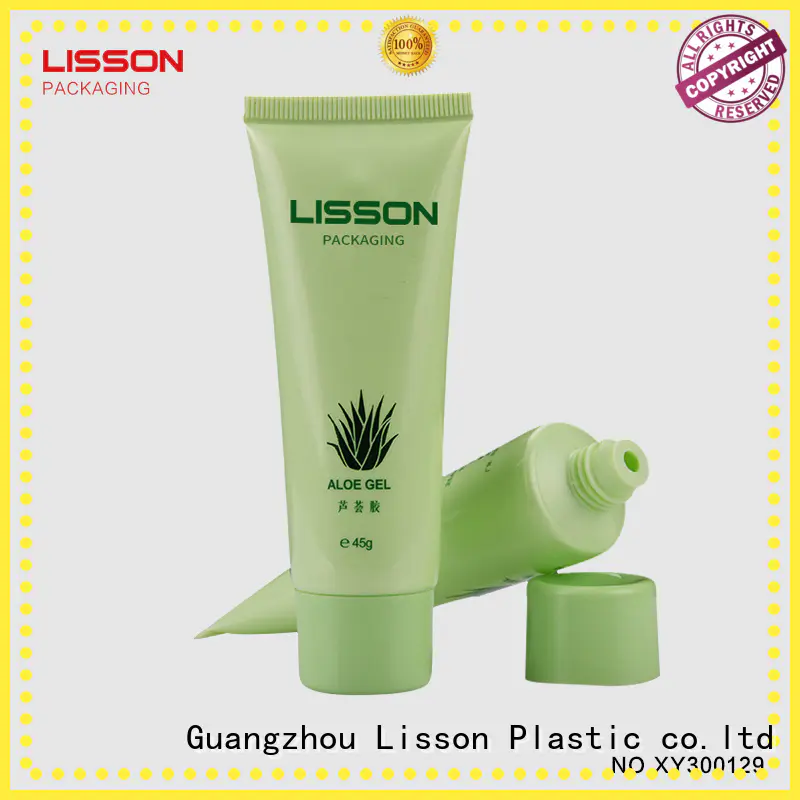 LISSON
PACKAGING
100%
ALL RIGHTS
COPYRIGHT
RESERVED
LISSON
PACKAGING
ALOE GEL
芦荟胶
e 45g
Guangzhou Lisson Plastic co.ltd
NO.XY300129